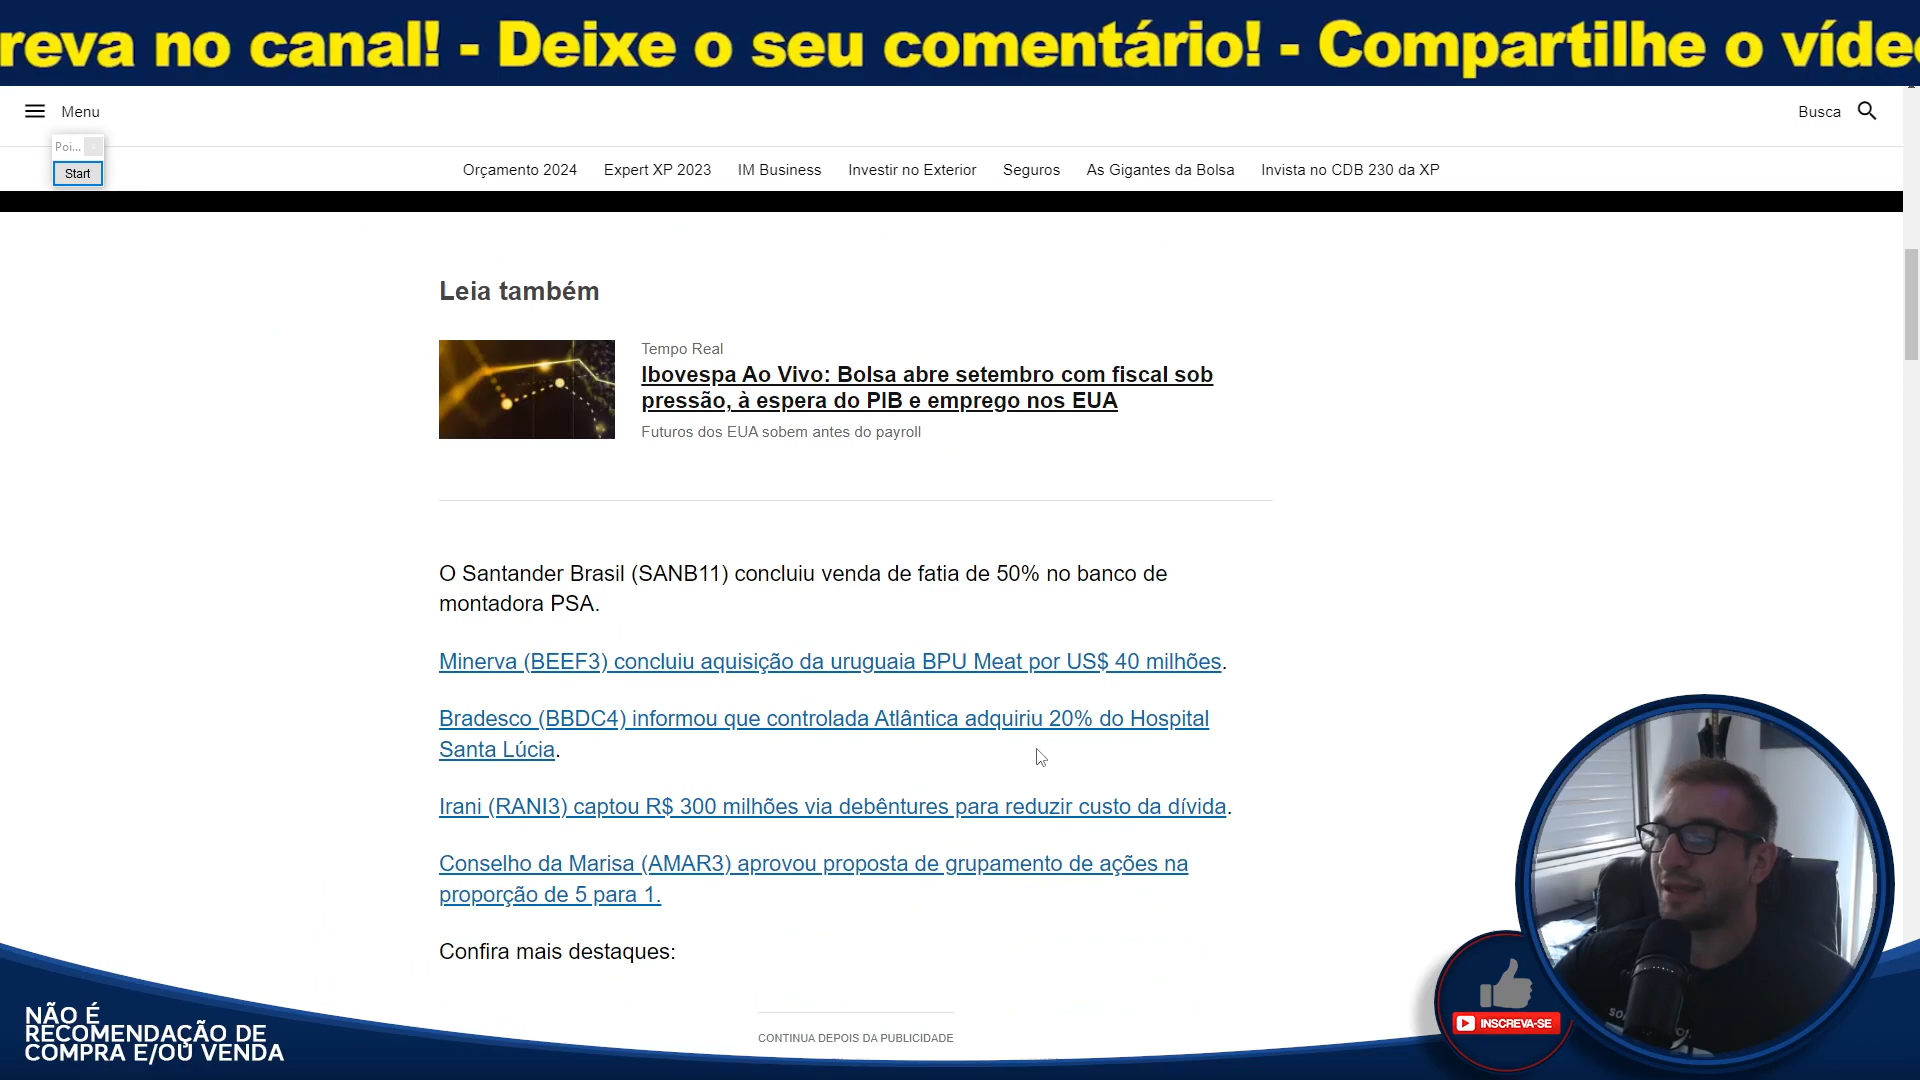 reva no canal! - Deixe o seu comentário! - Compartilhe o víde
Menu
Busca
Poi...
Start
Orçamento 2024 Expert XP 2023 IM Business Investir no Exterior Seguros As Gigantes da Bolsa Invista no CDB 230 da XP
Leia também
Tempo Real
Ibovespa Ao Vivo: Bolsa abre setembro com fiscal sob
pressão, à espera do PIB e emprego nos EUA
Futuros dos EUA sobem antes do payroll
O Santander Brasil (SANB11) concluiu venda de fatia de 50% no banco de
montadora PSA.
Minerva (BEEF3) concluiu aquisição da uruguaia BPU Meat por US$ 40 milhões.
Bradesco (BBDC4) informou que controlada Atlântica adquiriu 20% do Hospital
Santa Lúcia.
Irani (RANI3) captou R$ 300 milhões via debêntures para reduzir custo da dívida.
Conselho da Marisa (AMAR3) aprovou proposta de grupamento de ações na
proporção de 5 para 1.
Confira mais destaques:
CONTINUA DEPOIS DA PUBLICIDADE
NÃO É
RECOMENDAÇÃO DE
COMPRA E/OU VENDA
INSCREVA-SE